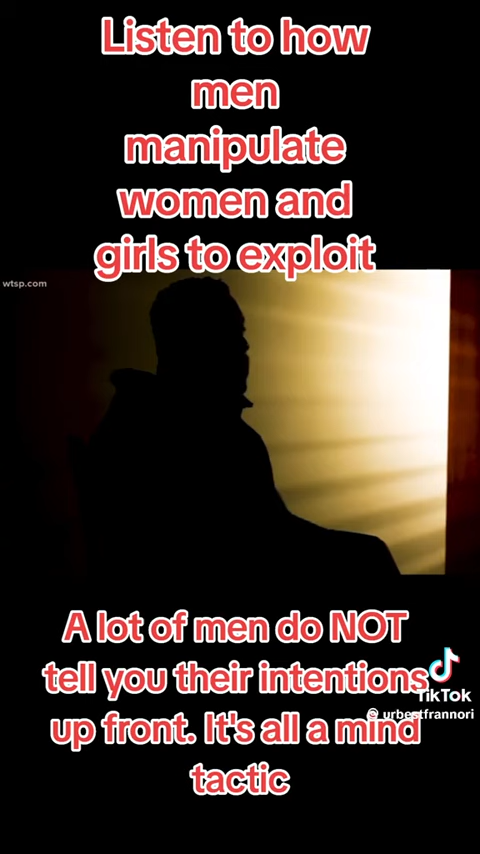 Listen to how
men
manipulate
women and
girls to exploit
wtsp.com
A lot of men do NOT
tell you their intentions
up front. It's all a mind
tactic
TikTok
@ urbestfrannori